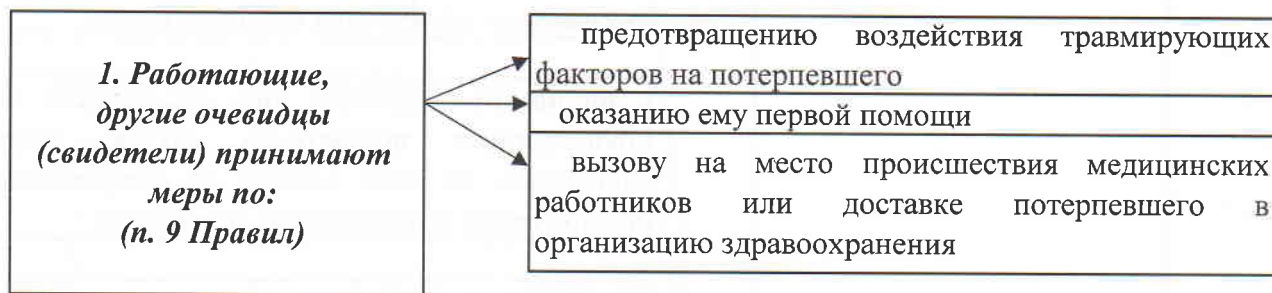 1. Работающие,
другие очевидцы
(свидетели) принимают
меры по:
(п. 9 Правил)
предотвращению воздействия травмирующих
факторов на потерпевшего
оказанию ему первой помощи
вызову на место происшествия медицинских
работников или доставке потерпевшего в
организацию здравоохранения